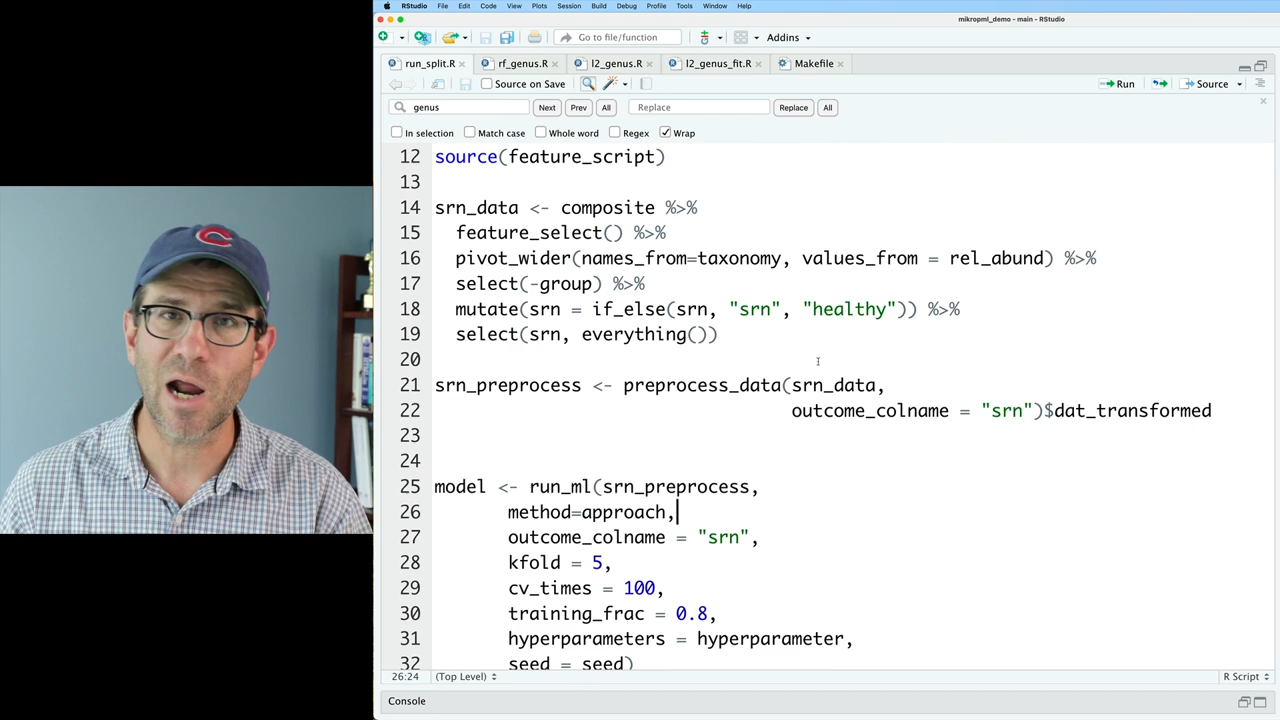 RStudio File Edit Code View Plots Session Build Debug Profile Tools Window Help
mikropml_demo - main - RStudio
Go to file/function
Addins
run_split.R
rf_genus.R
l2_genus.R
l2_genus_fit.R
Makefile
Source on Save
Run
Source
genus
Next
Prev
All
Replace
Replace
All
In selection
Match case
Whole word
Regex
Wrap
12 source(feature_script)
13
14 srn_data <- composite %>%
15 feature_select() %>%
16 pivot_wider(names_from=taxonomy, values_from = rel_abund) %>%
17 select(-group) %>%
18 mutate(srn = if_else(srn, "srn", "healthy")) %>%
19 select(srn, everything())
20
21 srn_preprocess <- preprocess_data(srn_data,
22 outcome_colname = "srn")$dat_transformed
23
24
25 model <- run_ml(srn_preprocess,
26 method=approach,
27 outcome_colname = "srn",
28 kfold = 5,
29 cv_times = 100,
30 training_frac = 0.8,
31 hyperparameters = hyperparameter,
32 seed = seed)
26:24
(Top Level)
R Script
Console
C